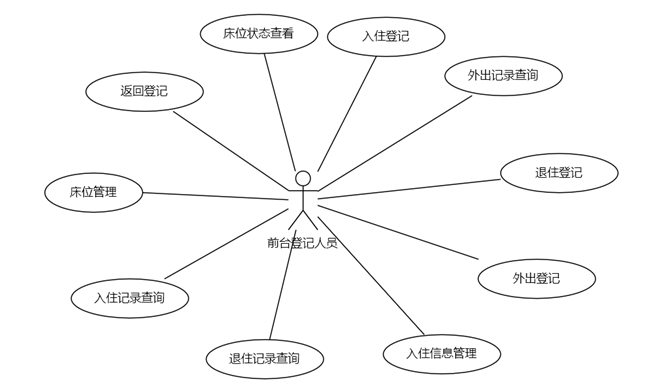 床位状态查看
入住登记
外出记录查询
返回登记
退住登记
床位管理
前台登记人员
外出登记
入住记录查询
入住信息管理
退住记录查询